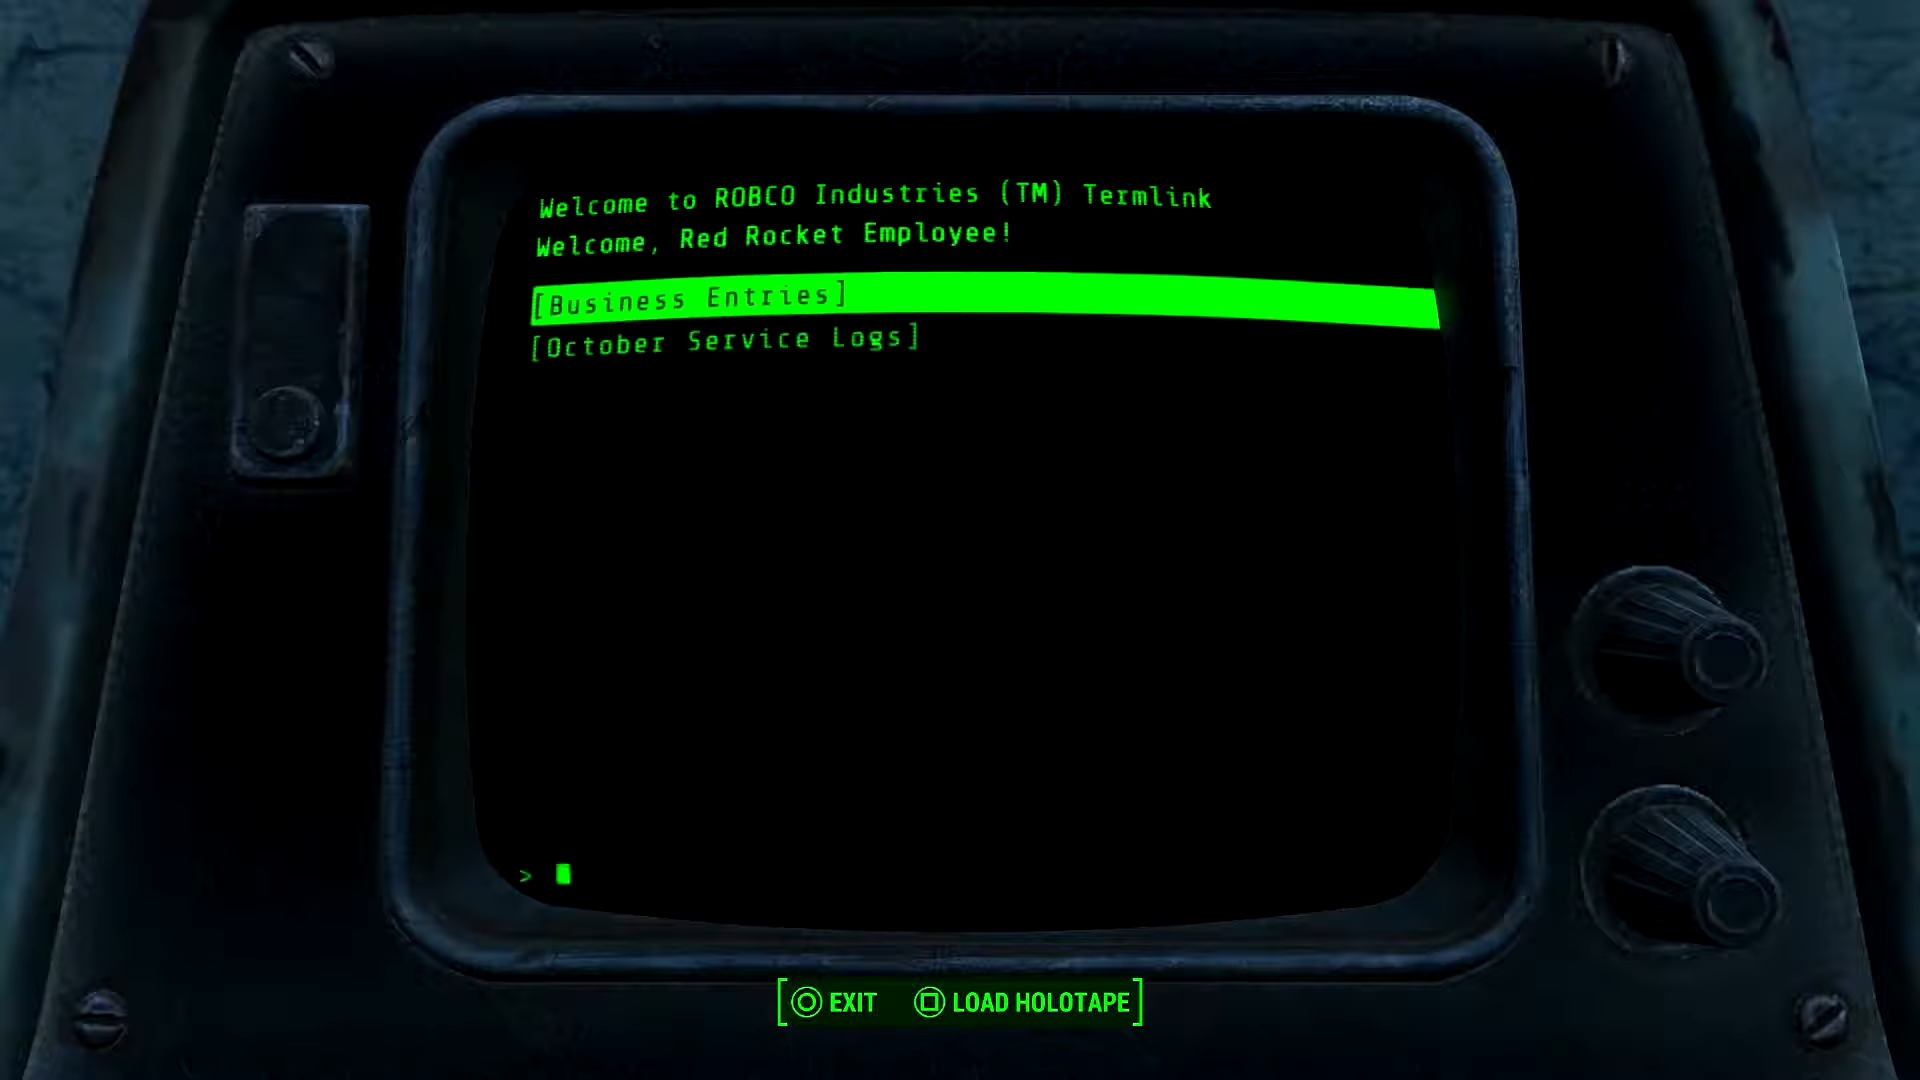 Welcome to ROBCO Industries (TM) Termlink
Welcome, Red Rocket Employee!
[Business Entries]
[October Service Logs]
>
EXIT LOAD HOLOTAPE